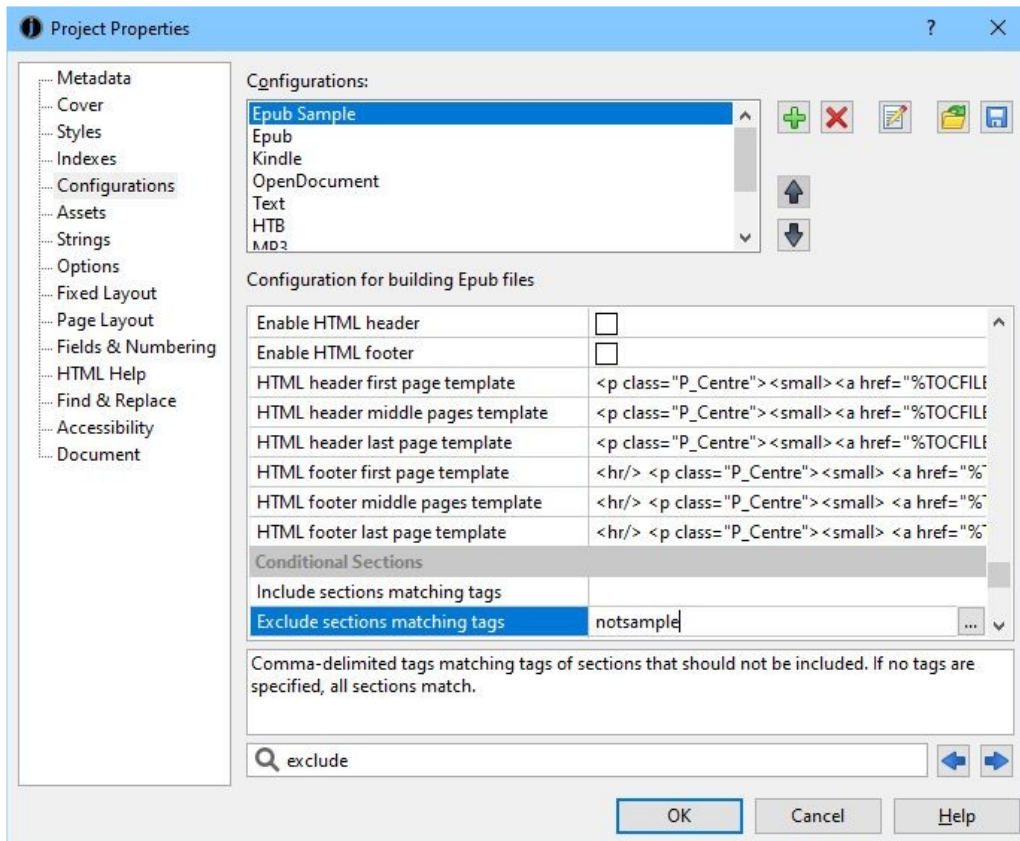 Project Properties
?
Metadata
Cover
Styles
Indexes
Configurations
Assets
Strings
Options
Fixed Layout
Page Layout
Fields & Numbering
HTML Help
Find & Replace
Accessibility
Document
Configurations:
Epub Sample
Epub
Kindle
OpenDocument
Text
HTB
MP3
Configuration for building Epub files
Enable HTML header
Enable HTML footer
HTML header first page template <p class="P_Centre"><small><a href="%TOCFILE
HTML header middle pages template <p class="P_Centre"><small><a href="%TOCFILE
HTML header last page template <p class="P_Centre"><small><a href="%TOCFILE
HTML footer first page template <hr/> <p class="P_Centre"><small> <a href="%T
HTML footer middle pages template <hr/> <p class="P_Centre"><small> <a href="%T
HTML footer last page template <hr/> <p class="P_Centre"><small> <a href="%T
Conditional Sections
Include sections matching tags
Exclude sections matching tags notsample ...
Comma-delimited tags matching tags of sections that should not be included. If no tags are
specified, all sections match.
exclude
OK Cancel Help